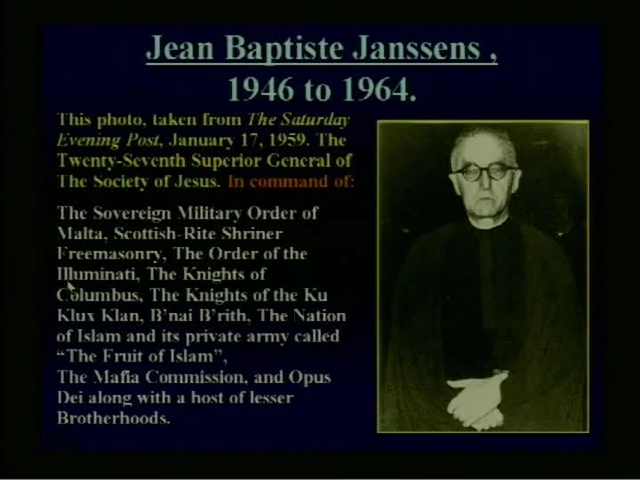 Jean Baptiste Janssens ,
1946 to 1964.
This photo, taken from The Saturday
Evening Post, January 17, 1959. The
Twenty-Seventh Superior General of
The Society of Jesus. In command of:
The Sovereign Military Order of
Malta, Scottish-Rite Shriner
Freemasonry, The Order of the
Illuminati, The Knights of
Columbus, The Knights of the Ku
Klux Klan, B'nai B'rith, The Nation
of Islam and its private army called
“The Fruit of Islam”,
The Mafia Commission, and Opus
Dei along with a host of lesser
Brotherhoods.